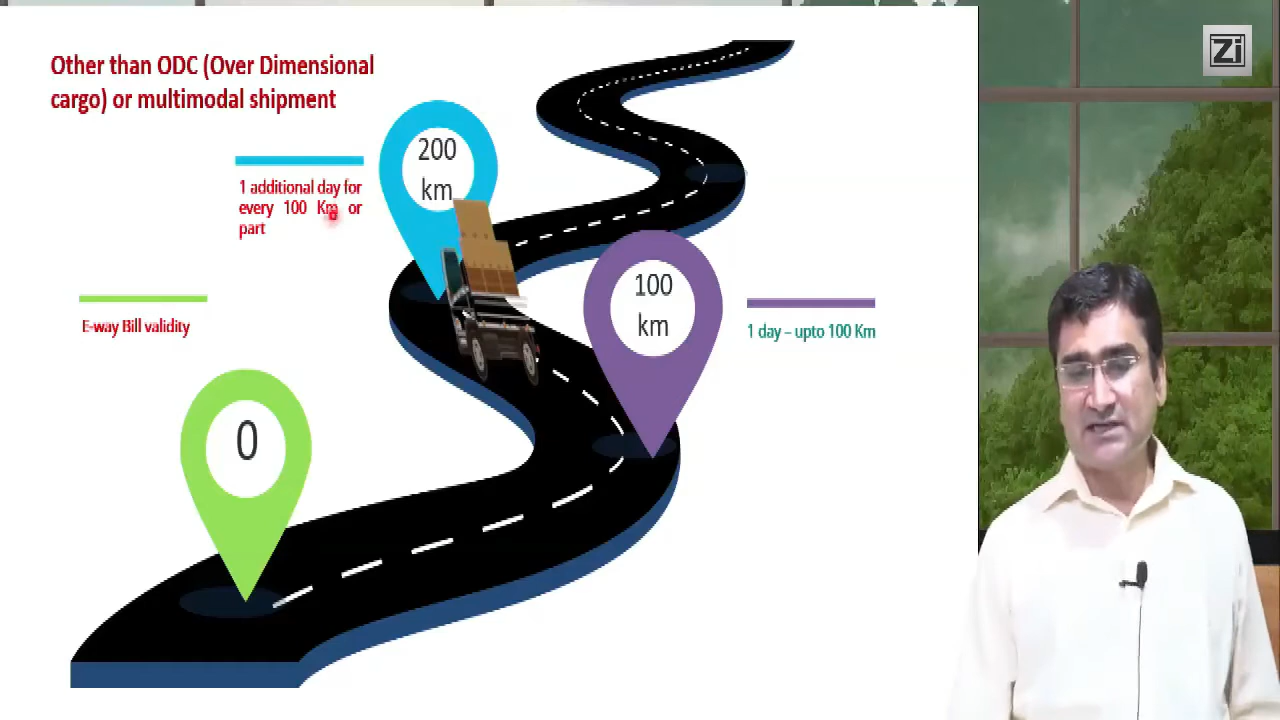 Other than ODC (Over Dimensional
cargo) or multimodal shipment
Zi
200
km
1 additional day for
every 100 Km or
part
100
km
E-way Bill validity
1 day – upto 100 Km
0